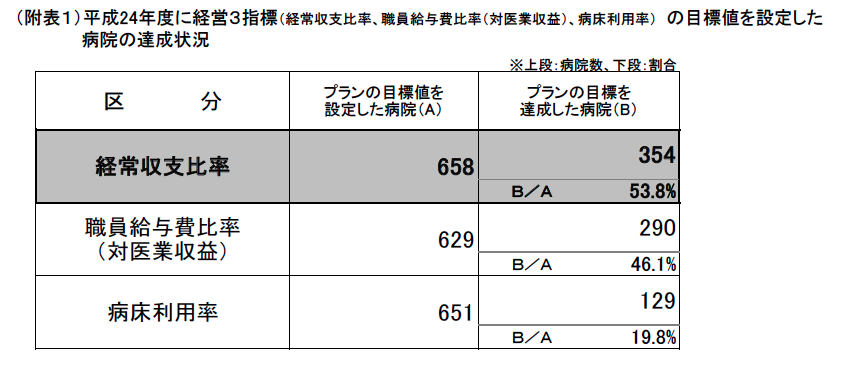 （附表１）平成24年度に経営３指標（経常収支比率、職員給与費比率（対医業収益）、病床利用率） の目標値を設定した
病院の達成状況
※上段：病院数、下段：割合
区 分
プランの目標値を
設定した病院（A）
プランの目標を
達成した病院（B）
経常収支比率
658
354
B／A 53.8%
職員給与費比率
（対医業収益）
629
290
B／A 46.1%
病床利用率
651
129
B／A 19.8%